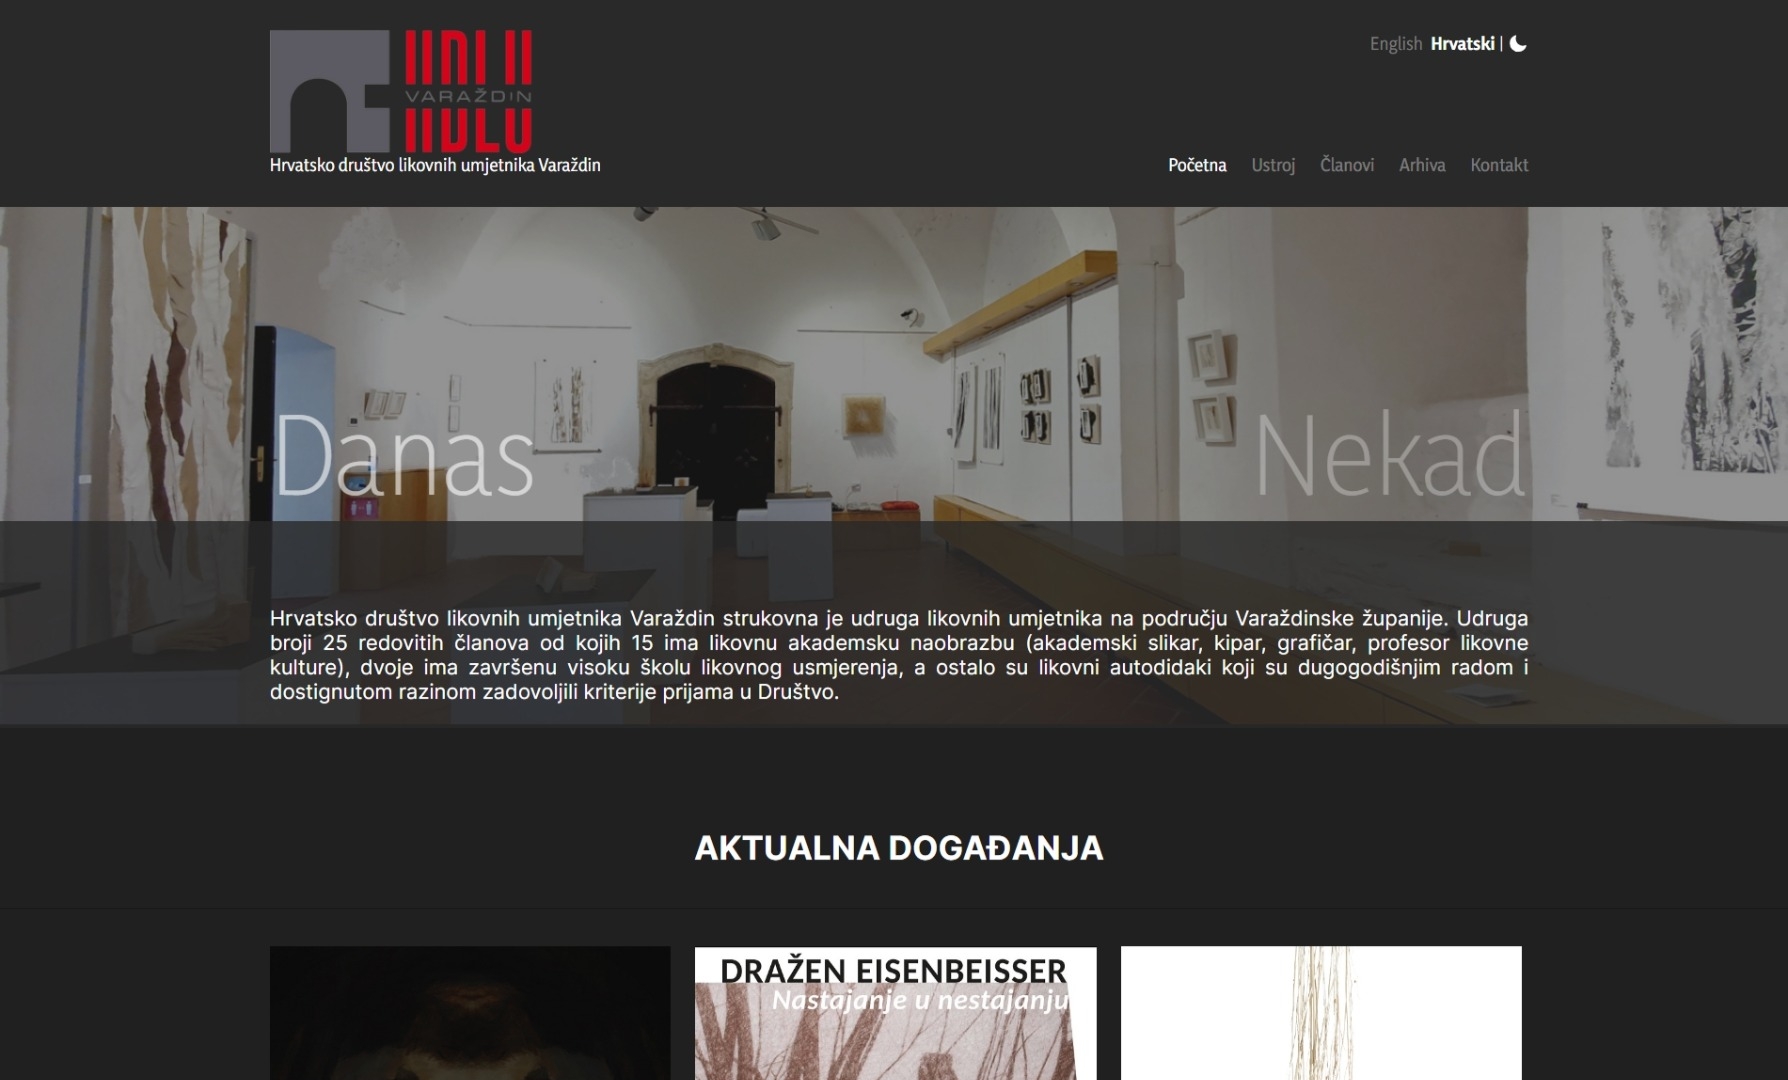 English Hrvatski |
VARAŽDIN
HDLU
Hrvatsko društvo likovnih umjetnika Varaždin
Početna Ustroj Članovi Arhiva Kontakt
Danas
Nekad
Hrvatsko društvo likovnih umjetnika Varaždin strukovna je udruga likovnih umjetnika na području Varaždinske županije. Udruga
broji 25 redovitih članova od kojih 15 ima likovnu akademsku naobrazbu (akademski slikar, kipar, grafičar, profesor likovne
kulture), dvoje ima završenu visoku školu likovnog usmjerenja, a ostalo su likovni autodidaki koji su dugogodišnjim radom i
dostignutom razinom zadovoljili kriterije prijama u Društvo.
AKTUALNA DOGAĐANJA
DRAŽEN EISENBEISSER
Nastajanje u nestajanju